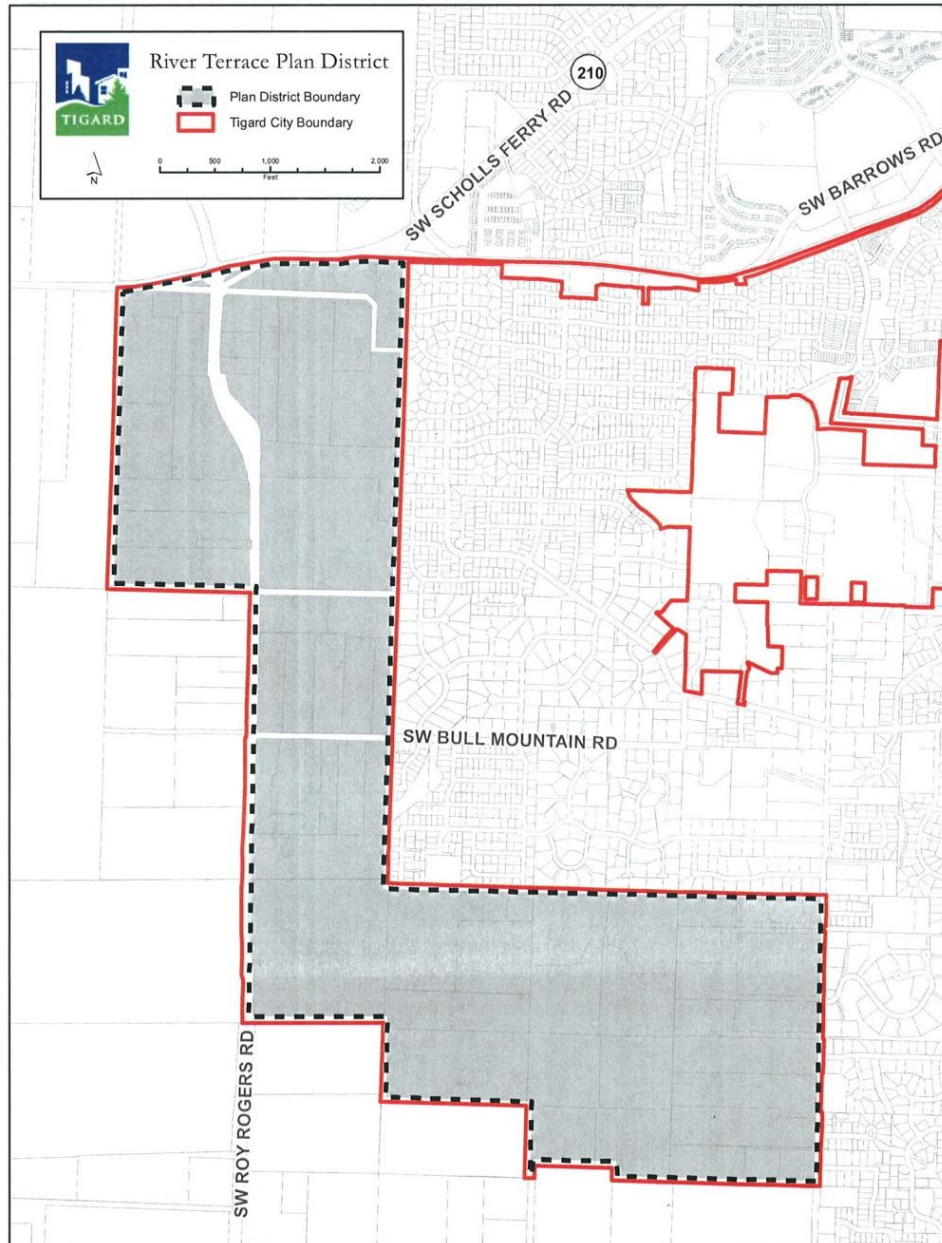 River Terrace Plan District
Plan District Boundary
Tigard City Boundary
TIGARD
N
0 500 1,000 2,000
Feet
210
SW SCHOLLS FERRY RD
SW BARROWS RD
SW BULL MOUNTAIN RD
SW ROY ROGERS RD